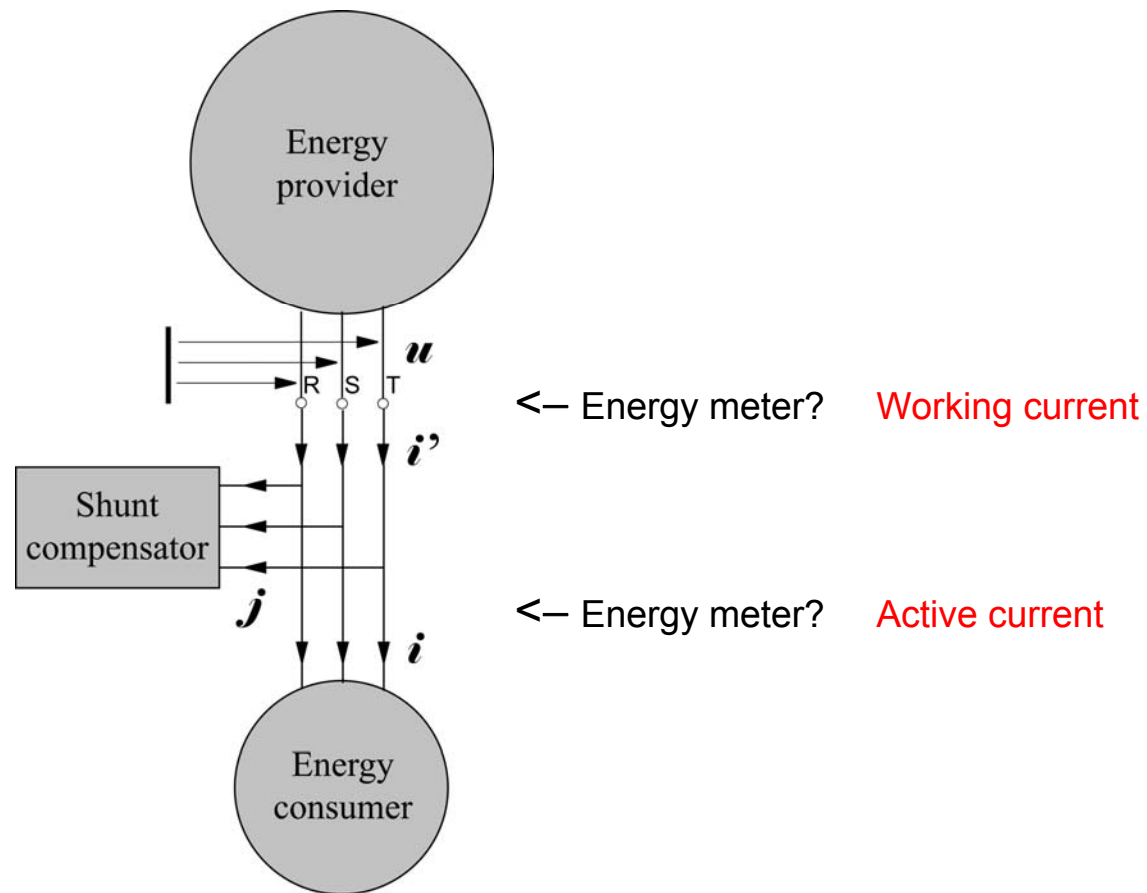 Energy
provider
u
R S T
<– Energy meter? Working current
i’
Shunt
compensator
j
<– Energy meter? Active current
i
Energy
consumer